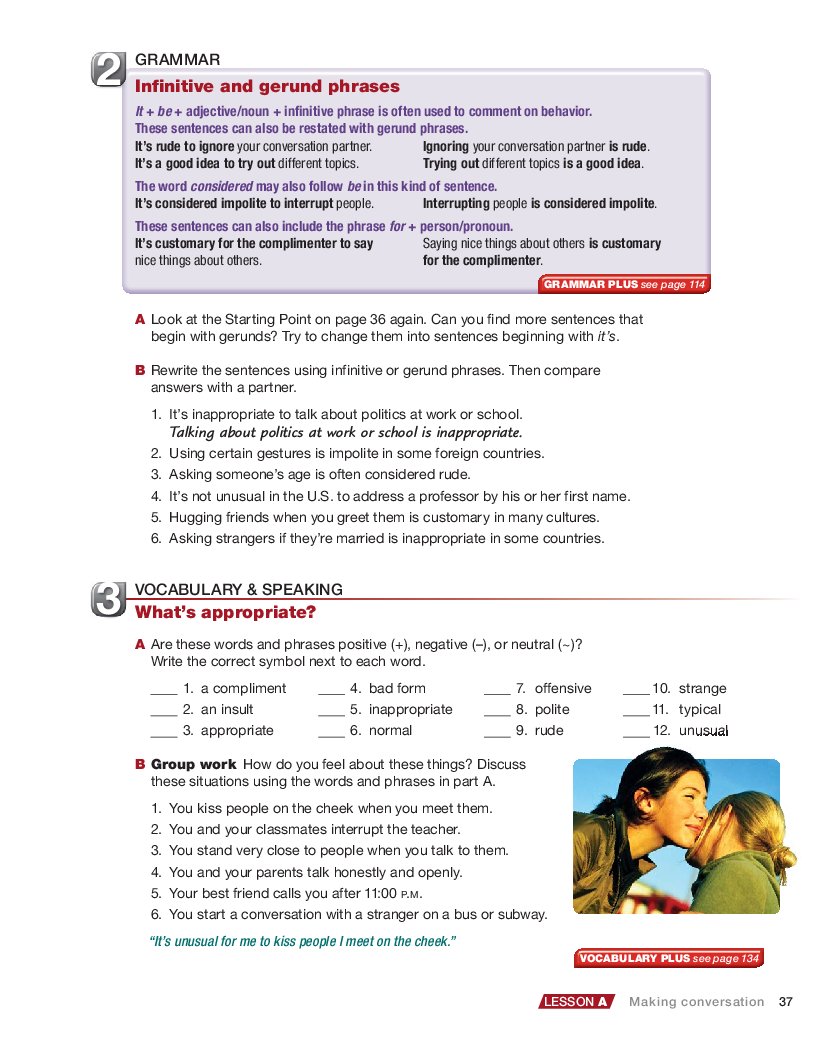 2 GRAMMAR
Infinitive and gerund phrases
It + be + adjective/noun + infinitive phrase is often used to comment on behavior.
These sentences can also be restated with gerund phrases.
It’s rude to ignore your conversation partner. Ignoring your conversation partner is rude.
It’s a good idea to try out different topics. Trying out different topics is a good idea.
The word considered may also follow be in this kind of sentence.
It’s considered impolite to interrupt people. Interrupting people is considered impolite.
These sentences can also include the phrase for + person/pronoun.
It’s customary for the complimenter to say Saying nice things about others is customary
nice things about others. for the complimenter.
GRAMMAR PLUS see page 114
A Look at the Starting Point on page 36 again. Can you find more sentences that
begin with gerunds? Try to change them into sentences beginning with it’s.
B Rewrite the sentences using infinitive or gerund phrases. Then compare
answers with a partner.
1. It’s inappropriate to talk about politics at work or school.
Talking about politics at work or school is inappropriate.
2. Using certain gestures is impolite in some foreign countries.
3. Asking someone’s age is often considered rude.
4. It’s not unusual in the U.S. to address a professor by his or her first name.
5. Hugging friends when you greet them is customary in many cultures.
6. Asking strangers if they’re married is inappropriate in some countries.
3 VOCABULARY & SPEAKING
What’s appropriate?
A Are these words and phrases positive (+), negative (–), or neutral (~)?
Write the correct symbol next to each word.
____ 1. a compliment ____ 4. bad form ____ 7. offensive ____ 10. strange
____ 2. an insult ____ 5. inappropriate ____ 8. polite ____ 11. typical
____ 3. appropriate ____ 6. normal ____ 9. rude ____ 12. unusual
B Group work How do you feel about these things? Discuss
these situations using the words and phrases in part A.
1. You kiss people on the cheek when you meet them.
2. You and your classmates interrupt the teacher.
3. You stand very close to people when you talk to them.
4. You and your parents talk honestly and openly.
5. Your best friend calls you after 11:00 P.M.
6. You start a conversation with a stranger on a bus or subway.
“It’s unusual for me to kiss people I meet on the cheek.”
VOCABULARY PLUS see page 134
LESSON A Making conversation 37